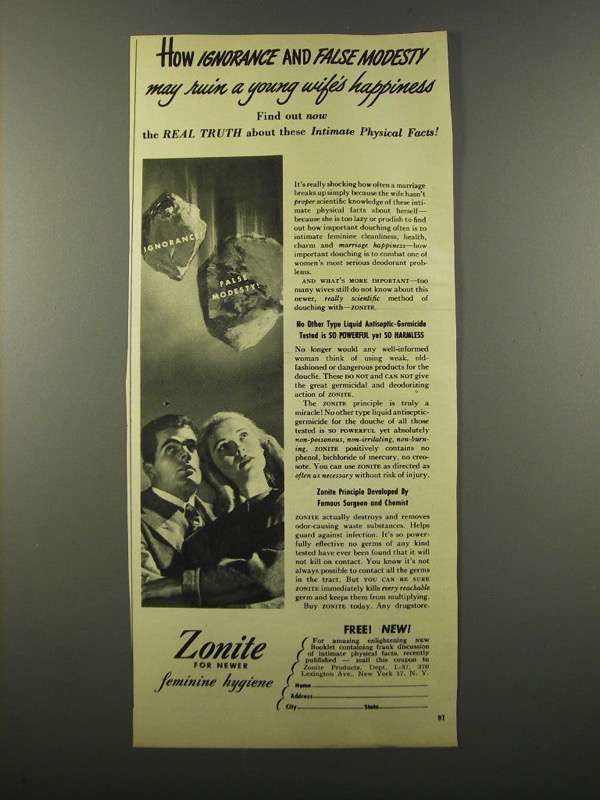 How IGNORANCE AND FALSE MODESTY
may ruin a young wife's happiness
Find out now
the REAL TRUTH about these Intimate Physical Facts!
IGNORANCE
FALSE
MODESTY!
It's really shocking how often a marriage
breaks up simply because the wife hasn't
proper scientific knowledge of these inti-
mate physical facts about herself—
because she is too lazy or prudish to find
out how important douching often is to
intimate feminine cleanliness, health,
charm and marriage happiness—how
important douching is to combat one of
women's most serious deodorant prob-
lems.
AND WHAT'S MORE IMPORTANT—too
many wives still do not know about this
newer, really scientific method of
douching with—ZONITE.
No Other Type Liquid Antiseptic-Germicide
Tested is SO POWERFUL yet SO HARMLESS
No longer would any well-informed
woman think of using weak, old-
fashioned or dangerous products for the
douche. These DO NOT and CAN NOT give
the great germicidal and deodorizing
action of ZONITE.
The ZONITE principle is truly a
miracle! No other type liquid antiseptic-
germicide for the douche of all those
tested is SO POWERFUL yet absolutely
non-poisonous, non-irritating, non-burn-
ing. ZONITE positively contains no
phenol, bichloride of mercury, no creo-
sote. You can use ZONITE as directed as
often as necessary without risk of injury.
Zonite Principle Developed By
Famous Surgeon and Chemist
ZONITE actually destroys and removes
odor-causing waste substances. Helps
guard against infection. It's so power-
fully effective no germs of any kind
tested have ever been found that it will
not kill on contact. You know it's not
always possible to contact all the germs
in the tract. But YOU CAN BE SURE
ZONITE immediately kills every reachable
germ and keeps them from multiplying.
Buy ZONITE today. Any drugstore.
Zonite
FOR NEWER
feminine hygiene
FREE! NEW!
For amazing enlightening NEW
Booklet containing frank discussion
of intimate physical facts, recently
published — mail this coupon to
Zonite Products, Dept. L-87, 370
Lexington Ave., New York 17, N. Y.
Name
Address
City State
91